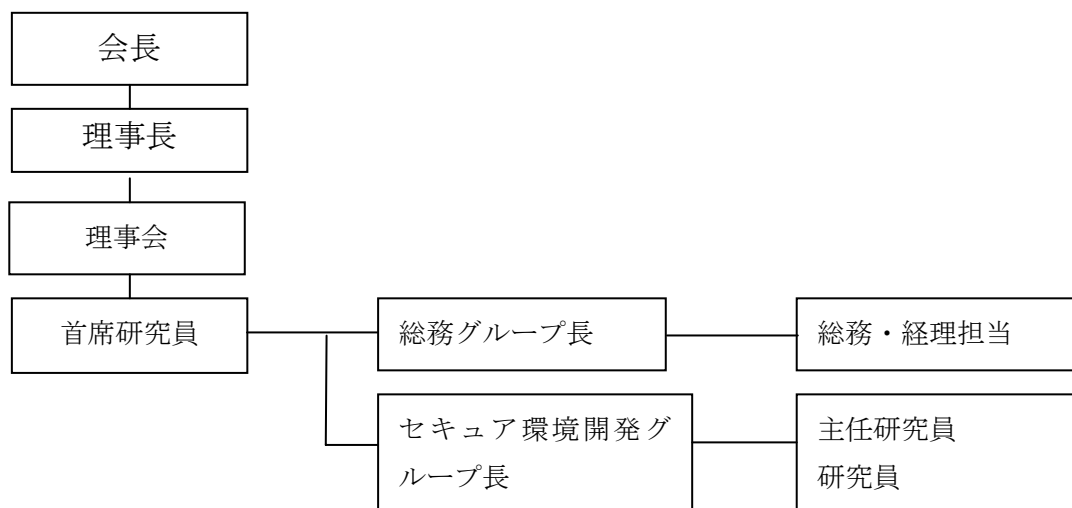 会長
理事長
理事会
首席研究員
総務グループ長
総務・経理担当
セキュア環境開発グ
ループ長
主任研究員
研究員